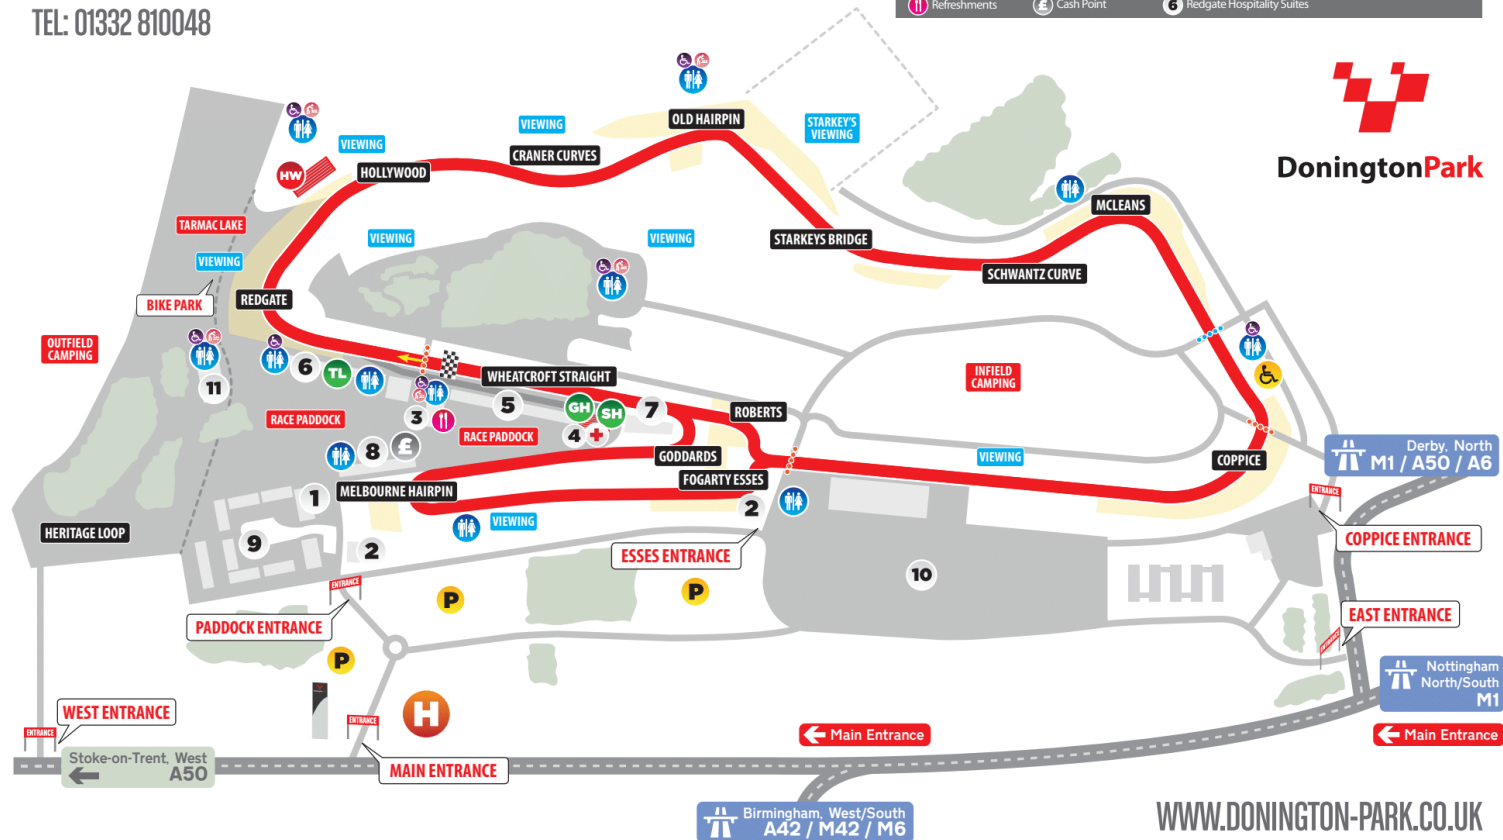 TEL: 01332 810048
Refreshments
£ Cash Point
6 Redgate Hospitality Suites
DoningtonPark
OLD HAIRPIN
VIEWING
STARKEY'S
VIEWING
VIEWING
CRANER CURVES
HOLLYWOOD
HW
MCLEANS
TARMAC LAKE
VIEWING
VIEWING
STARKEYS BRIDGE
VIEWING
SCHWANTZ CURVE
BIKE PARK
REDGATE
OUTFIELD
CAMPING
6
TL
11
WHEATCROFT STRAIGHT
INFIELD
CAMPING
RACE PADDOCK
3
5
GH
SH
7
ROBERTS
4
RACE PADDOCK
8
£
GODDARDS
VIEWING
COPPICE
Derby, North
M1 / A50 / A6
FOGARTY ESSES
MELBOURNE HAIRPIN
1
2
ENTRANCE
VIEWING
HERITAGE LOOP
9
2
ESSES ENTRANCE
COPPICE ENTRANCE
10
ENTRANCE
P
P
PADDOCK ENTRANCE
EAST ENTRANCE
ENTRANCE
P
Nottingham
North/South
M1
WEST ENTRANCE
H
ENTRANCE
ENTRANCE
Main Entrance
Main Entrance
Stoke-on-Trent, West
A50
MAIN ENTRANCE
Birmingham, West/South
A42 / M42 / M6
WWW.DONINGTON-PARK.CO.UK